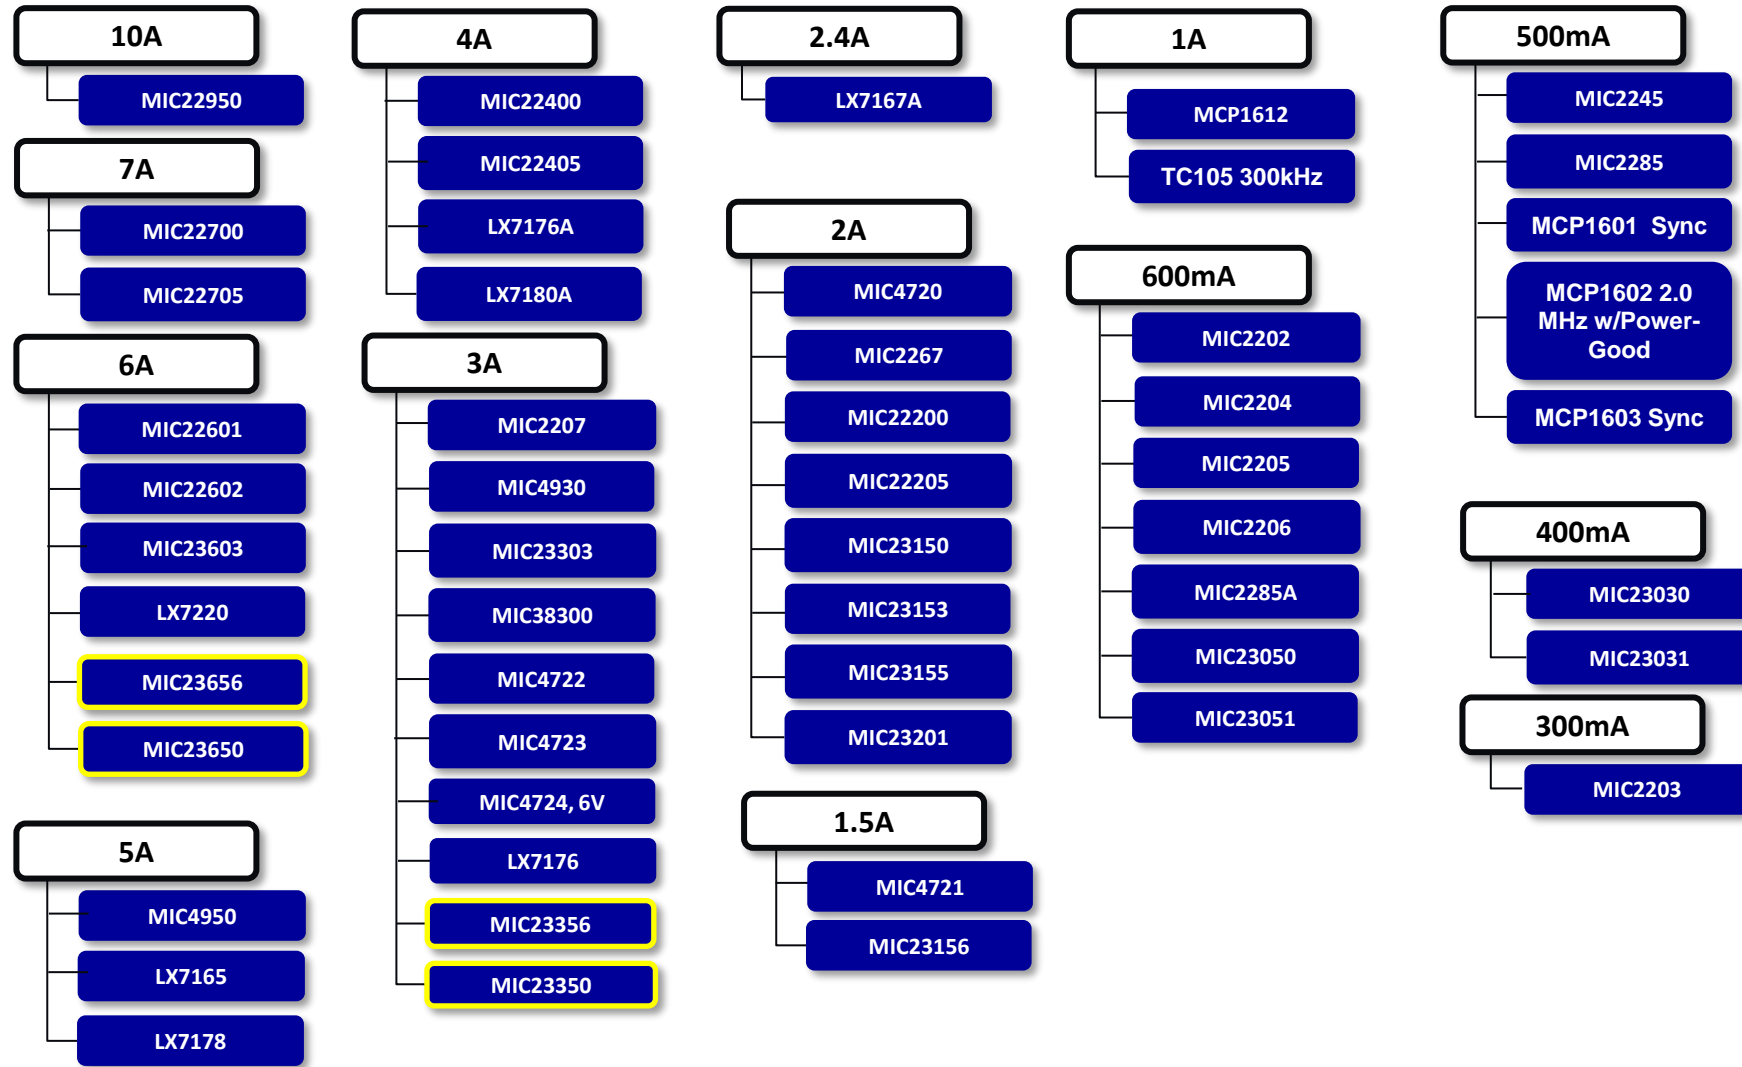 10A
MIC22950
7A
MIC22700
MIC22705
6A
MIC22601
MIC22602
MIC23603
LX7220
MIC23656
MIC23650
5A
MIC4950
LX7165
LX7178
4A
MIC22400
MIC22405
LX7176A
LX7180A
3A
MIC2207
MIC4930
MIC23303
MIC38300
MIC4722
MIC4723
MIC4724, 6V
LX7176
MIC23356
MIC23350
2.4A
LX7167A
2A
MIC4720
MIC2267
MIC22200
MIC22205
MIC23150
MIC23153
MIC23155
MIC23201
1.5A
MIC4721
MIC23156
1A
MCP1612
TC105 300kHz
600mA
MIC2202
MIC2204
MIC2205
MIC2206
MIC2285A
MIC23050
MIC23051
500mA
MIC2245
MIC2285
MCP1601 Sync
MCP1602 2.0
MHz w/Power-
Good
MCP1603 Sync
400mA
MIC23030
MIC23031
300mA
MIC2203